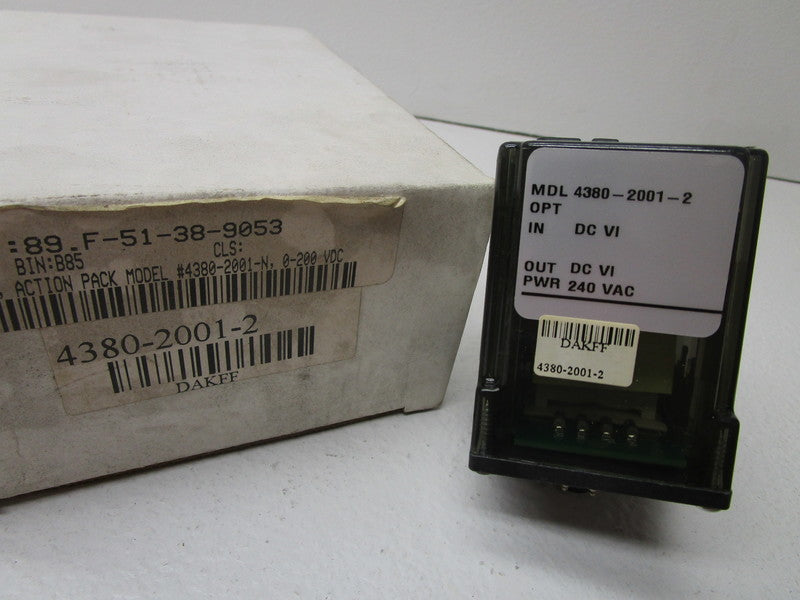 :89.F-51-38-9053
BIN:B85 CLS:
ACTION PACK MODEL #4380-2001-N, 0-200 VDC
4380-2001-2
DAKFF
MDL 4380-2001-2
OPT
IN DC VI
OUT DC VI
PWR 240 VAC
DAKFF
4380-2001-2